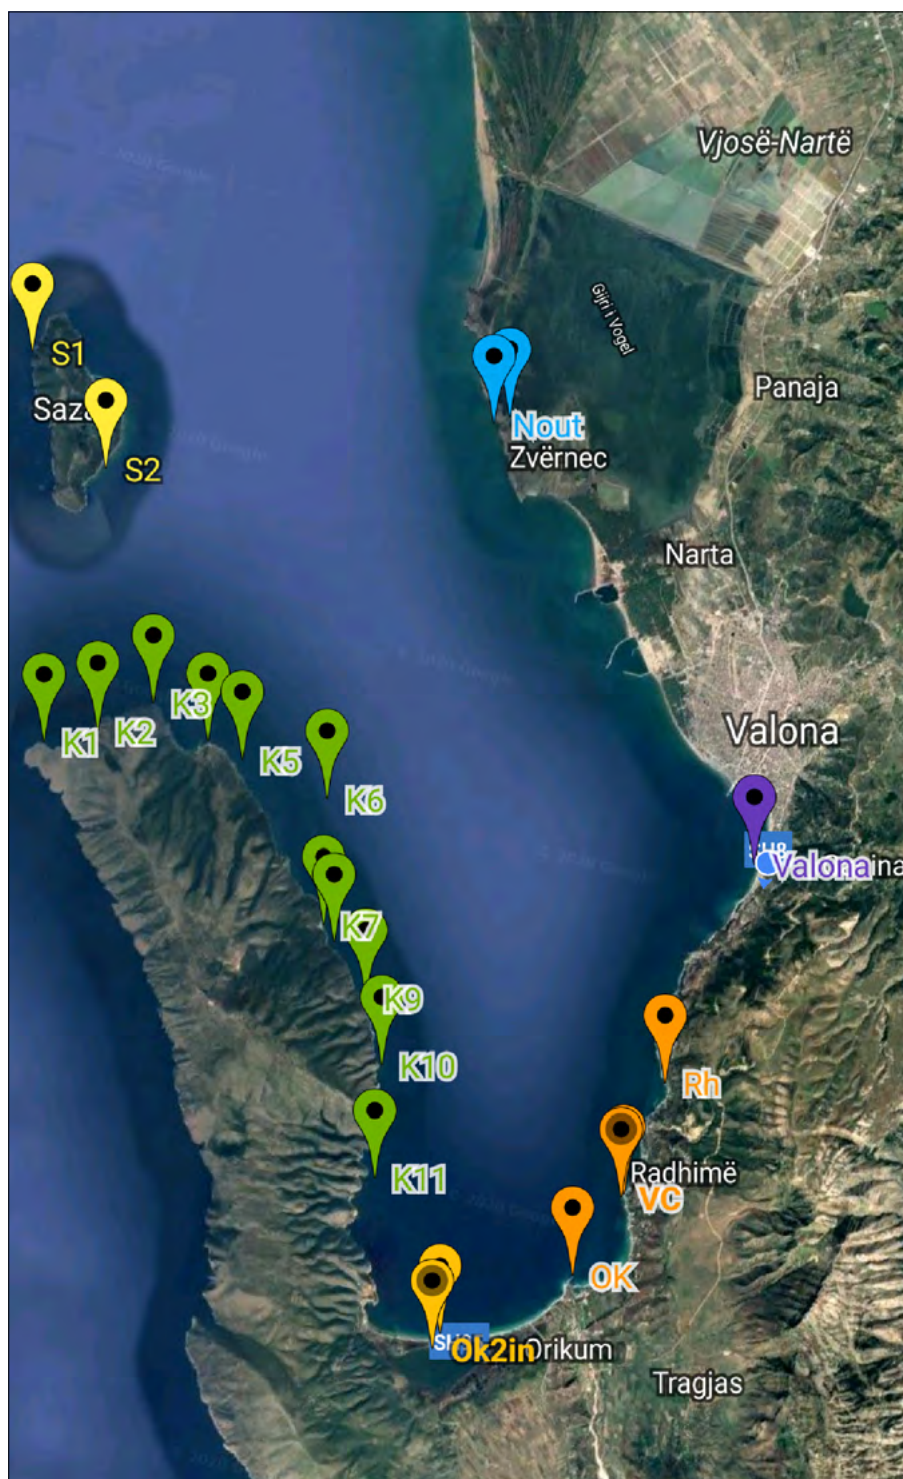 Vjosë-Nartë
Gjiri i Vogel
S1
Panaja
Saza
Nout
S2
Zvërnec
Narta
K1
K2
K3
Valona
K5
K6
Valona
K7
K9
K10
Rh
K11
Radhimë
VC
OK
Ok2in
Orikum
Tragjas